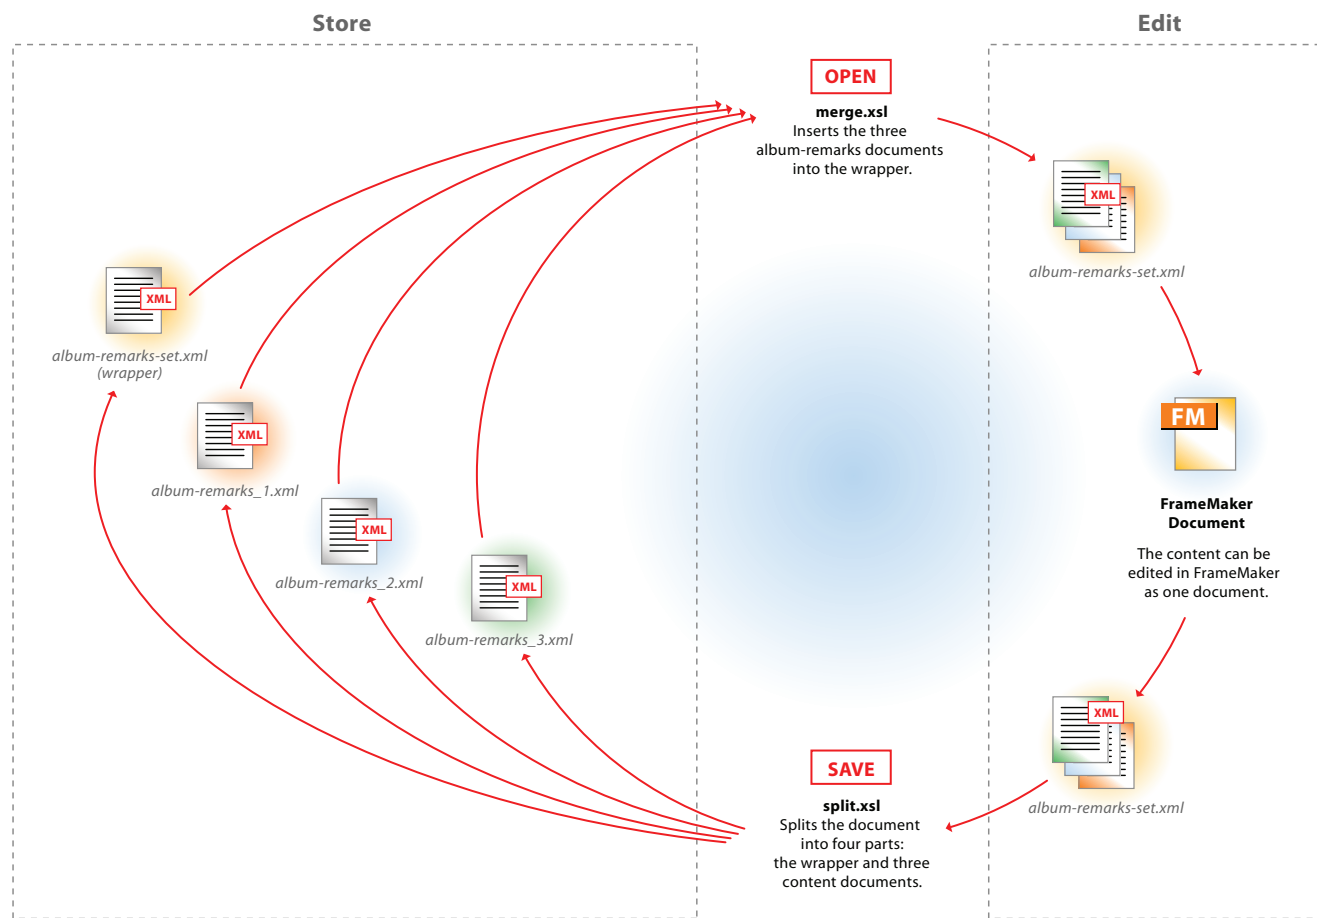 Store
Edit
OPEN
merge.xsl
Inserts the three
album-remarks documents
into the wrapper.
XML
album-remarks-set.xml
XML
album-remarks-set.xml
(wrapper)
XML
album-remarks_1.xml
XML
album-remarks_2.xml
XML
album-remarks_3.xml
FM
FrameMaker
Document
The content can be
edited in FrameMaker
as one document.
XML
album-remarks-set.xml
SAVE
split.xsl
Splits the document
into four parts:
the wrapper and three
content documents.